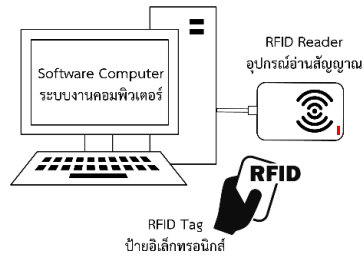 RFID Reader
อุปกรณ์อ่านสัญญาณ
Software Computer
ระบบงานคอมพิวเตอร์
RFID
RFID Tag
ป้ายอิเล็กทรอนิกส์